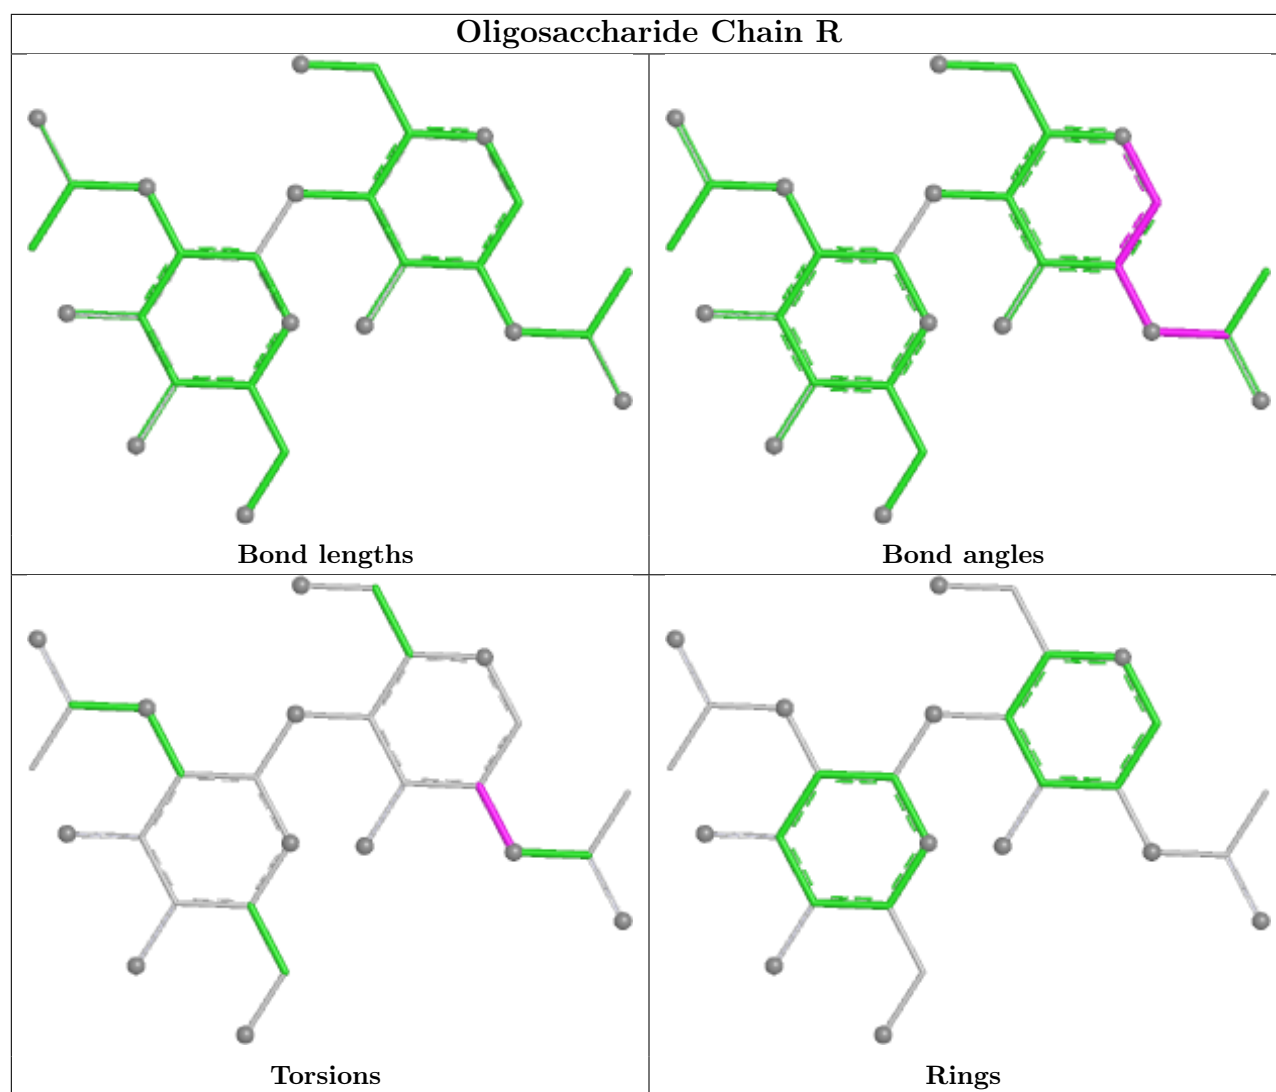 Oligosaccharide Chain R
Bond lengths
Bond angles
Torsions
Rings